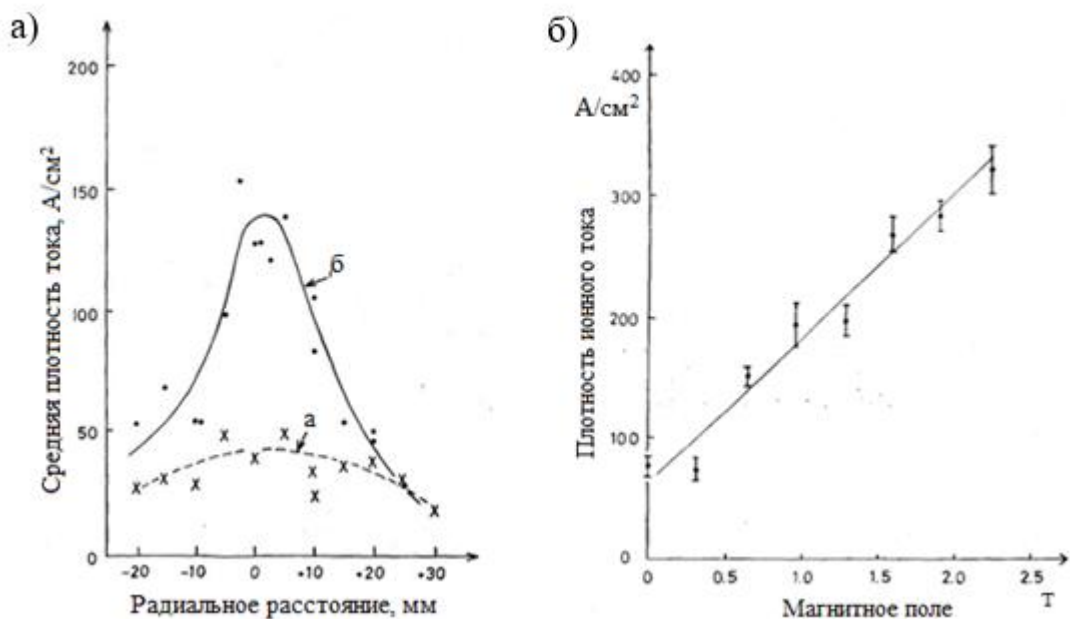 а)
Средняя плотность тока, А/см²
200
150
100
50
0
б
а
-20
-10
0
+10
+20
+30
Радиальное расстояние, мм
б)
400
А/см²
300
200
100
0
Плотность ионного тока
0
0.5
1.0
1.5
2.0
2.5
Магнитное поле
Т